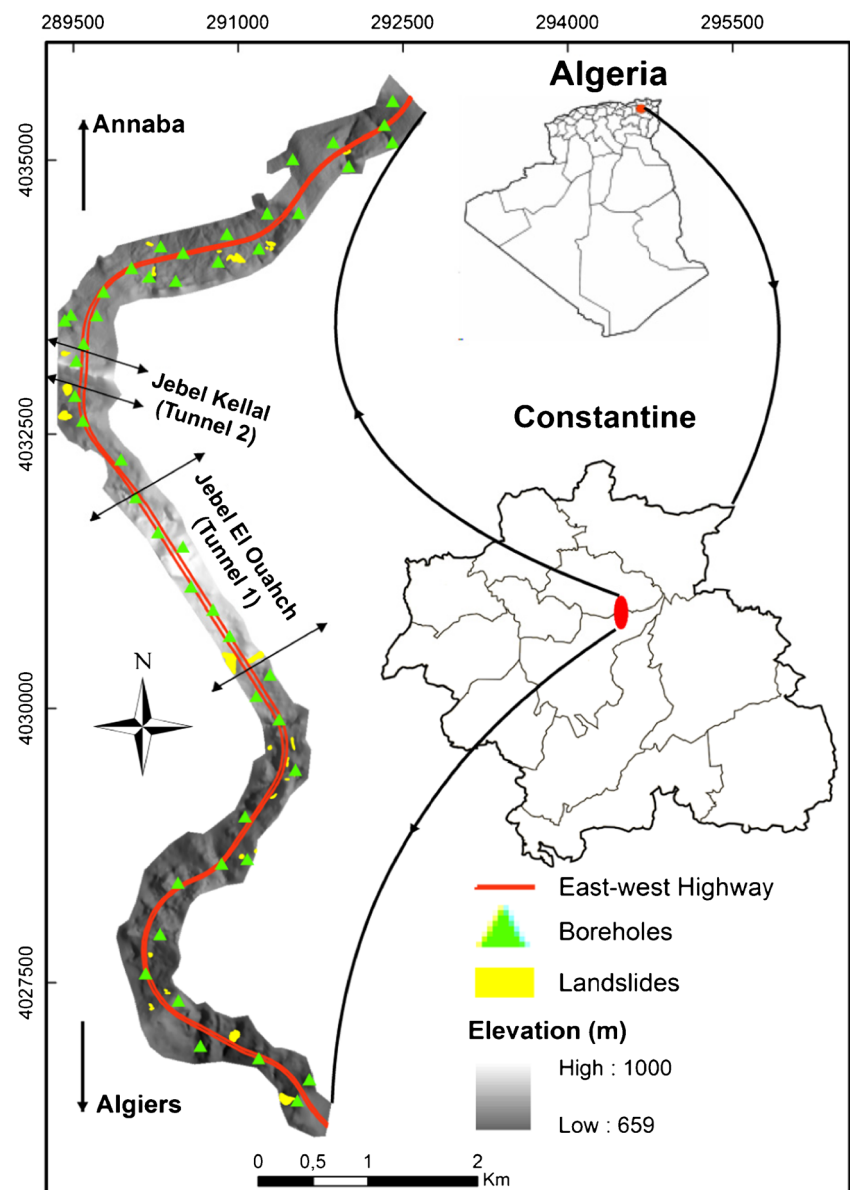 289500 291000 292500 294000 295500
Algeria
Annaba
4035000
Jebel Kellal
(Tunnel 2)
Constantine
4032500
Jebel El Ouahch
(Tunnel 1)
N
4030000
East-west Highway
Boreholes
4027500
Landslides
Elevation (m)
High : 1000
Low : 659
Algiers
0 0,5 1 2
Km